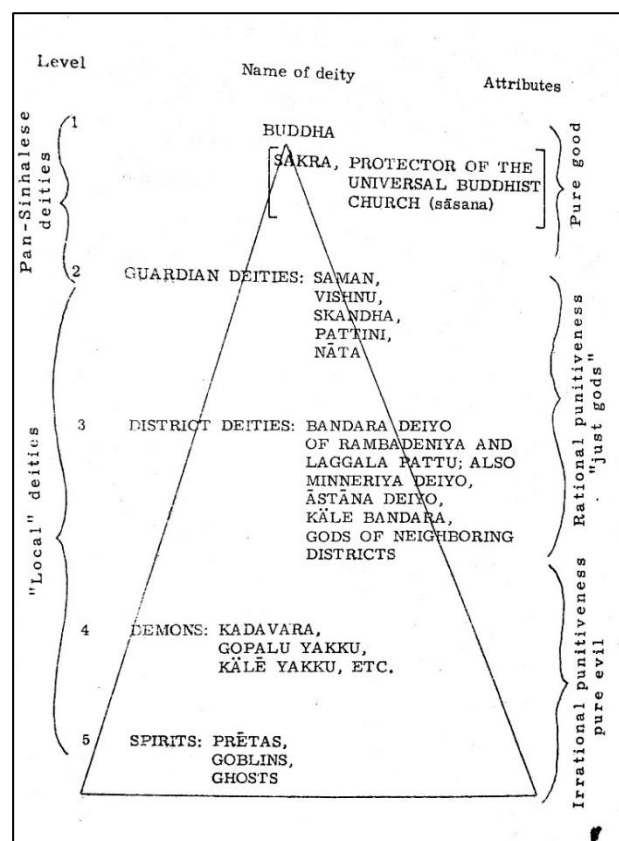 Level Name of deity Attributes
Pan-Sinhalese
deities
"Local" deities
1 BUDDHA
[SAKRA, PROTECTOR OF THE
UNIVERSAL BUDDHIST
CHURCH (sāsana)]
2 GUARDIAN DEITIES: SAMAN,
VISHNU,
SKANDHA,
PATTINI,
NĀTA
3 DISTRICT DEITIES: BANDARA DEIYO
OF RAMBADENIYA AND
LAGGALA PATTU; ALSO
MINNERIYA DEIYO,
ĀSTĀNA DEIYO,
KÄLE BANDARA,
GODS OF NEIGHBORING
DISTRICTS
4 DEMONS: KADAVARA,
GOPALU YAKKU,
KÄLĒ YAKKU, ETC.
5 SPIRITS: PRĒTAS,
GOBLINS,
GHOSTS
Pure good
Rational punitiveness
"just gods"
Irrational punitiveness
pure evil